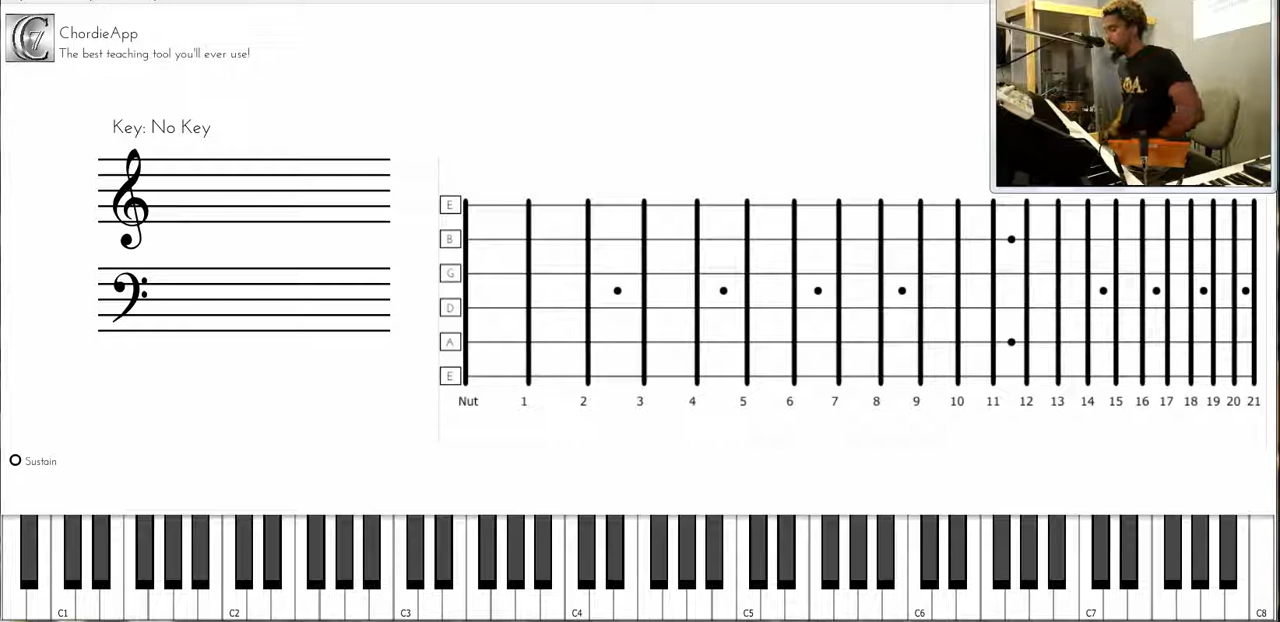 ChordieApp
The best teaching tool you'll ever use!
Key: No Key
E
B
G
D
A
E
Nut 1 2 3 4 5 6 7 8 9 10 11 12 13 14 15 16 17 18 19 20 21
Sustain
C1 C2 C3 C4 C5 C6 C7 C8